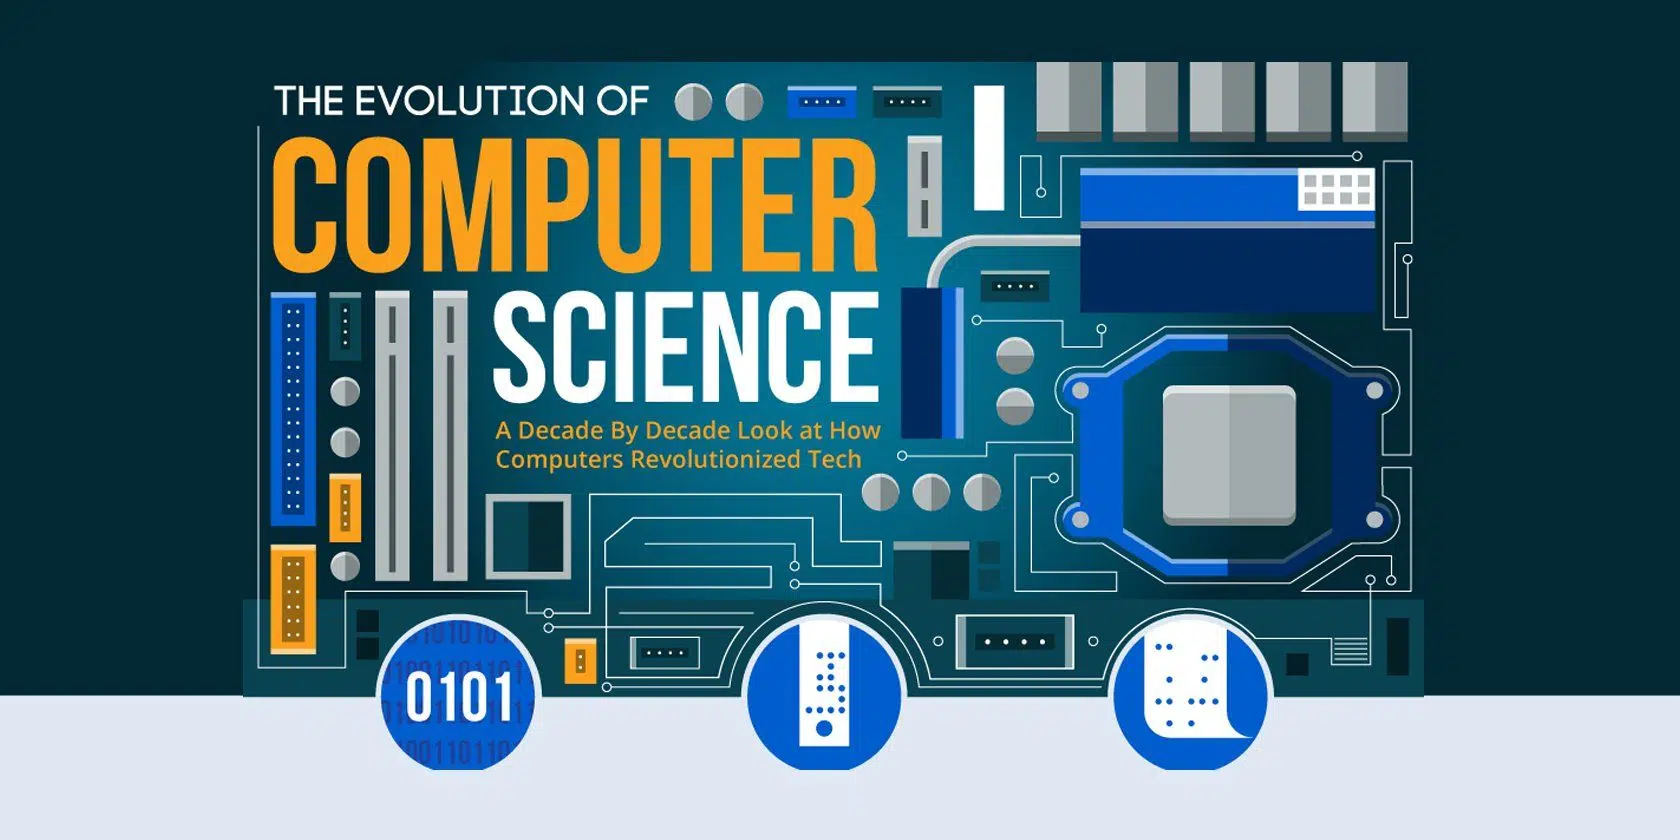 THE EVOLUTION OF
COMPUTER
SCIENCE
A Decade By Decade Look at How
Computers Revolutionized Tech
0101